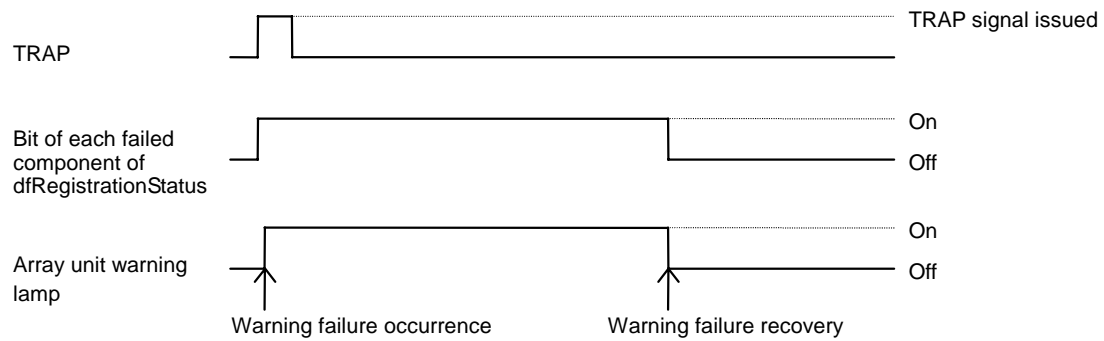 TRAP signal issued
TRAP
On
Bit of each failed
component of
dfRegistrationStatus
Off
On
Array unit warning
lamp
Off
Warning failure occurrence
Warning failure recovery